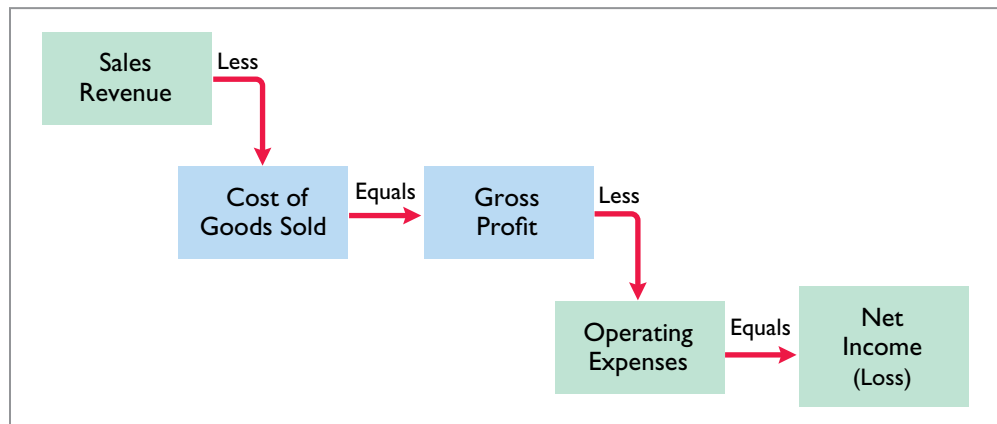 Sales
Revenue
Less
Cost of
Goods Sold
Equals
Gross
Profit
Less
Operating
Expenses
Equals
Net
Income
(Loss)